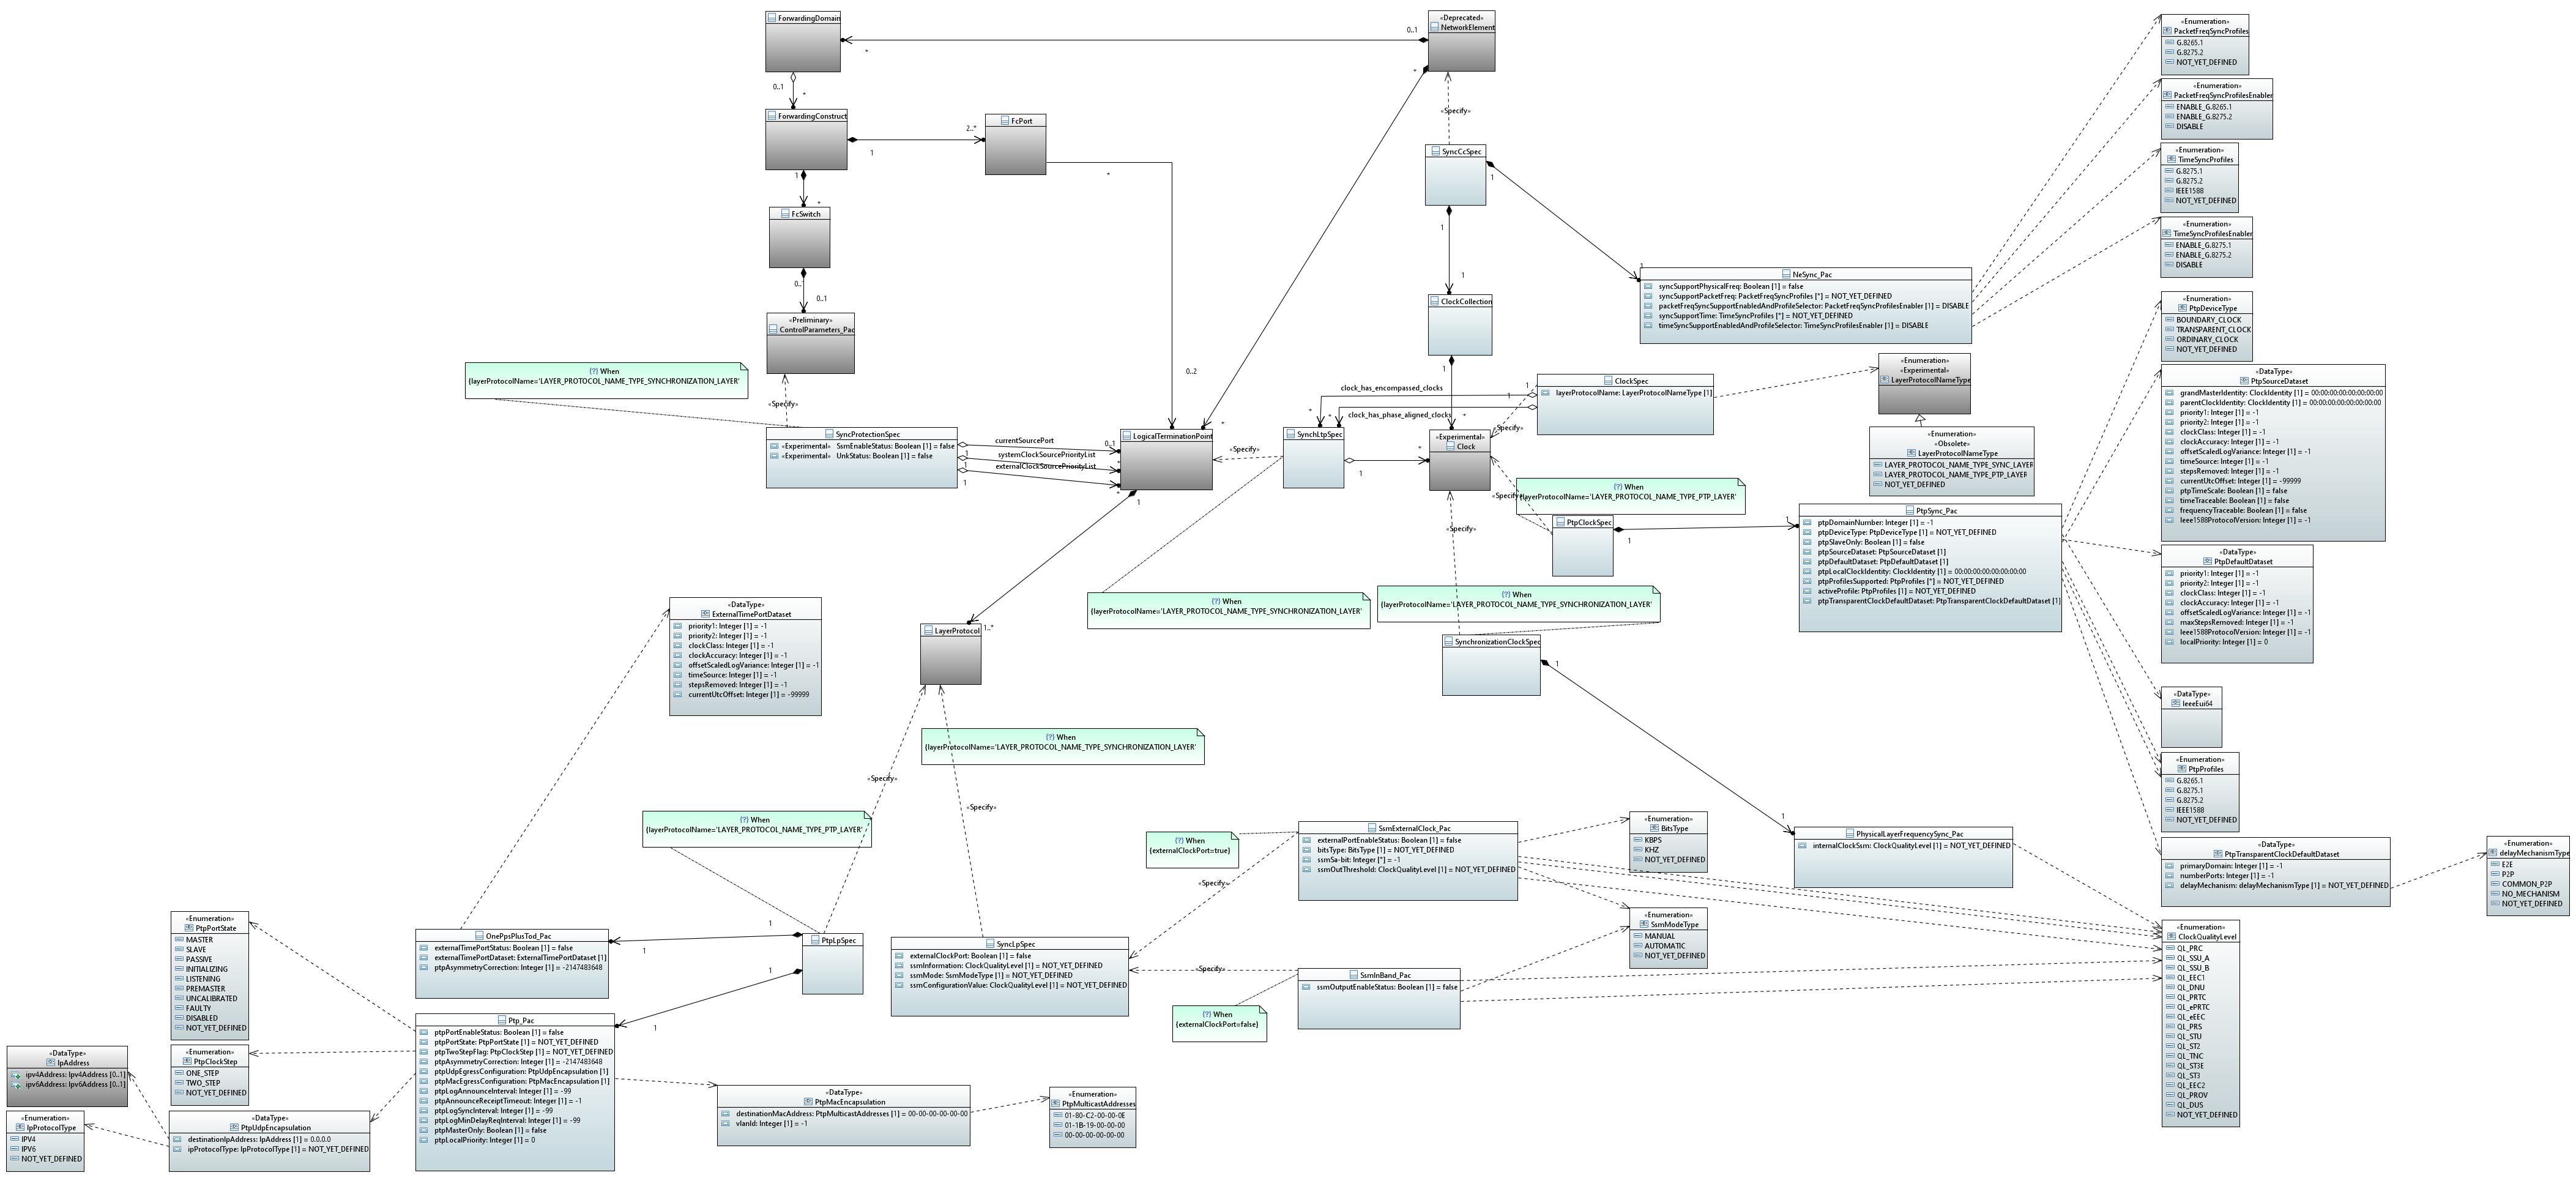 ForwardingDomain
0..1
*
0..1
*
«Deprecated»
NetworkElement
*
«Specify»
ForwardingConstruct
1
2..*
FcPort
*
0..2
1
*
FcSwitch
0..1
«Preliminary»
ControlParameters_Pac
«Specify»
{?} When
{layerProtocolName='LAYER_PROTOCOL_NAME_TYPE_SYNCHRONIZATION_LAYER'
SyncProtectionSpec
«Experimental» SsmEnableStatus: Boolean [1] = false
«Experimental» UnkStatus: Boolean [1] = false
currentSourcePort
0..1
1
systemClockSourcePriorityList
*
externalClockSourcePriorityList
1
*
LogicalTerminationPoint
*
1
«Specify»
SyncCcSpec
1
1
1
1
ClockCollection
1
*
NeSync_Pac
syncSupportPhysicalFreq: Boolean [1] = false
syncSupportPacketFreq: PacketFreqSyncProfiles [*] = NOT_YET_DEFINED
packetFreqSyncSupportEnabledAndProfileSelector: PacketFreqSyncProfilesEnabler [1] = DISABLE
syncSupportTime: TimeSyncProfiles [*] = NOT_YET_DEFINED
timeSyncSupportEnabledAndProfileSelector: TimeSyncProfilesEnabler [1] = DISABLE
«Enumeration»
PacketFreqSyncProfiles
G.8265.1
G.8275.2
NOT_YET_DEFINED
«Enumeration»
PacketFreqSyncProfilesEnabler
ENABLE_G.8265.1
ENABLE_G.8275.2
DISABLE
«Enumeration»
TimeSyncProfiles
G.8275.1
G.8275.2
IEEE1588
NOT_YET_DEFINED
«Enumeration»
TimeSyncProfilesEnabler
ENABLE_G.8275.1
ENABLE_G.8275.2
DISABLE
«Enumeration»
PtpDeviceType
BOUNDARY_CLOCK
TRANSPARENT_CLOCK
ORDINARY_CLOCK
NOT_YET_DEFINED
«DataType»
PtpSourceDataset
grandMasterIdentity: ClockIdentity [1] = 00:00:00:00:00:00:00:00
parentClockIdentity: ClockIdentity [1] = 00:00:00:00:00:00:00:00
priority1: Integer [1] = -1
priority2: Integer [1] = -1
clockClass: Integer [1] = -1
clockAccuracy: Integer [1] = -1
offsetScaledLogVariance: Integer [1] = -1
timeSource: Integer [1] = -1
stepsRemoved: Integer [1] = -1
currentUtcOffset: Integer [1] = -99999
ptpTimeScale: Boolean [1] = false
timeTraceable: Boolean [1] = false
frequencyTraceable: Boolean [1] = false
Ieee1588ProtocolVersion: Integer [1] = -1
«DataType»
PtpDefaultDataset
priority1: Integer [1] = -1
priority2: Integer [1] = -1
clockClass: Integer [1] = -1
clockAccuracy: Integer [1] = -1
offsetScaledLogVariance: Integer [1] = -1
maxStepsRemoved: Integer [1] = -1
Ieee1588ProtocolVersion: Integer [1] = -1
localPriority: Integer [1] = 0
«DataType»
IeeeEui64
«Enumeration»
PtpProfiles
G.8265.1
G.8275.1
G.8275.2
IEEE1588
NOT_YET_DEFINED
«DataType»
PtpTransparentClockDefaultDataset
primaryDomain: Integer [1] = -1
numberPorts: Integer [1] = -1
delayMechanism: delayMechanismType [1] = NOT_YET_DEFINED
«Enumeration»
delayMechanismType
E2E
P2P
COMMON_P2P
NO_MECHANISM
NOT_YET_DEFINED
ClockSpec
layerProtocolName: LayerProtocolNameType [1]
clock_has_encompassed_clocks
1
*
clock_has_phase_aligned_clocks
1
*
SynchLtpSpec
1
*
«Experimental»
Clock
«Specify»
«Enumeration»
«Experimental»
LayerProtocolNameType
«Enumeration»
«Obsolete»
LayerProtocolNameType
LAYER_PROTOCOL_NAME_TYPE_SYNC_LAYER
LAYER_PROTOCOL_NAME_TYPE_PTP_LAYER
NOT_YET_DEFINED
{?} When
{layerProtocolName='LAYER_PROTOCOL_NAME_TYPE_PTP_LAYER'
«Specify»
«Specify»
PtpClockSpec
1
1
PtpSync_Pac
ptpDomainNumber: Integer [1] = -1
ptpDeviceType: PtpDeviceType [1] = NOT_YET_DEFINED
ptpSlaveOnly: Boolean [1] = false
ptpSourceDataset: PtpSourceDataset [1]
ptpDefaultDataset: PtpDefaultDataset [1]
ptpLocalClockIdentity: ClockIdentity [1] = 00:00:00:00:00:00:00:00
ptpProfilesSupported: PtpProfiles [*] = NOT_YET_DEFINED
activeProfile: PtpProfiles [1] = NOT_YET_DEFINED
ptpTransparentClockDefaultDataset: PtpTransparentClockDefaultDataset [1]
{?} When
{layerProtocolName='LAYER_PROTOCOL_NAME_TYPE_SYNCHRONIZATION_LAYER'
{?} When
{layerProtocolName='LAYER_PROTOCOL_NAME_TYPE_SYNCHRONIZATION_LAYER'
SynchronizationClockSpec
1
1
«DataType»
ExternalTimePortDataset
priority1: Integer [1] = -1
priority2: Integer [1] = -1
clockClass: Integer [1] = -1
clockAccuracy: Integer [1] = -1
offsetScaledLogVariance: Integer [1] = -1
timeSource: Integer [1] = -1
stepsRemoved: Integer [1] = -1
currentUtcOffset: Integer [1] = -99999
LayerProtocol
1..*
{?} When
{layerProtocolName='LAYER_PROTOCOL_NAME_TYPE_SYNCHRONIZATION_LAYER'
«Specify»
«Specify»
{?} When
{layerProtocolName='LAYER_PROTOCOL_NAME_TYPE_PTP_LAYER'
{?} When
{externalClockPort=true}
SsmExternalClock_Pac
externalPortEnableStatus: Boolean [1] = false
bitsType: BitsType [1] = NOT_YET_DEFINED
ssmSa-bit: Integer [*] = -1
ssmOutThreshold: ClockQualityLevel [1] = NOT_YET_DEFINED
«Specify»
«Enumeration»
BitsType
KBPS
KHZ
NOT_YET_DEFINED
PhysicalLayerFrequencySync_Pac
internalClockSsm: ClockQualityLevel [1] = NOT_YET_DEFINED
«Enumeration»
SsmModeType
MANUAL
AUTOMATIC
NOT_YET_DEFINED
«Enumeration»
ClockQualityLevel
QL_PRC
QL_SSU_A
QL_SSU_B
QL_EEC1
QL_DNU
QL_PRTC
QL_ePRTC
QL_eEEC
QL_PRS
QL_STU
QL_ST2
QL_TNC
QL_ST3E
QL_ST3
QL_EEC2
QL_PROV
QL_DUS
NOT_YET_DEFINED
«Enumeration»
PtpPortState
MASTER
SLAVE
PASSIVE
INITIALIZING
LISTENING
PREMASTER
UNCALIBRATED
FAULTY
DISABLED
NOT_YET_DEFINED
OnePpsPlusTod_Pac
externalTimePortStatus: Boolean [1] = false
externalTimePortDataset: ExternalTimePortDataset [1]
ptpAsymmetryCorrection: Integer [1] = -2147483648
1
1
PtpLpSpec
1
1
SyncLpSpec
externalClockPort: Boolean [1] = false
ssmInformation: ClockQualityLevel [1] = NOT_YET_DEFINED
ssmMode: SsmModeType [1] = NOT_YET_DEFINED
ssmConfigurationValue: ClockQualityLevel [1] = NOT_YET_DEFINED
«Specify»
SsmInBand_Pac
ssmOutputEnableStatus: Boolean [1] = false
{?} When
{externalClockPort=false}
Ptp_Pac
ptpPortEnableStatus: Boolean [1] = false
ptpPortState: PtpPortState [1] = NOT_YET_DEFINED
ptpTwoStepFlag: PtpClockStep [1] = NOT_YET_DEFINED
ptpAsymmetryCorrection: Integer [1] = -2147483648
ptpUdpEgressConfiguration: PtpUdpEncapsulation [1]
ptpMacEgressConfiguration: PtpMacEncapsulation [1]
ptpLogAnnounceInterval: Integer [1] = -99
ptpAnnounceReceiptTimeout: Integer [1] = -1
ptpLogSyncInterval: Integer [1] = -99
ptpLogMinDelayReqInterval: Integer [1] = -99
ptpMasterOnly: Boolean [1] = false
ptpLocalPriority: Integer [1] = 0
«Enumeration»
PtpClockStep
ONE_STEP
TWO_STEP
NOT_YET_DEFINED
«DataType»
IpAddress
ipv4Address: Ipv4Address [0..1]
ipv6Address: Ipv6Address [0..1]
«Enumeration»
IpProtocolType
IPV4
IPV6
NOT_YET_DEFINED
«DataType»
PtpUdpEncapsulation
destinationIpAddress: IpAddress [1] = 0.0.0.0
ipProtocolType: IpProtocolType [1] = NOT_YET_DEFINED
«DataType»
PtpMacEncapsulation
destinationMacAddress: PtpMulticastAddresses [1] = 00-00-00-00-00-00
vlanId: Integer [1] = -1
«Enumeration»
PtpMulticastAddresses
01-80-C2-00-00-0E
01-1B-19-00-00-00
00-00-00-00-00-00